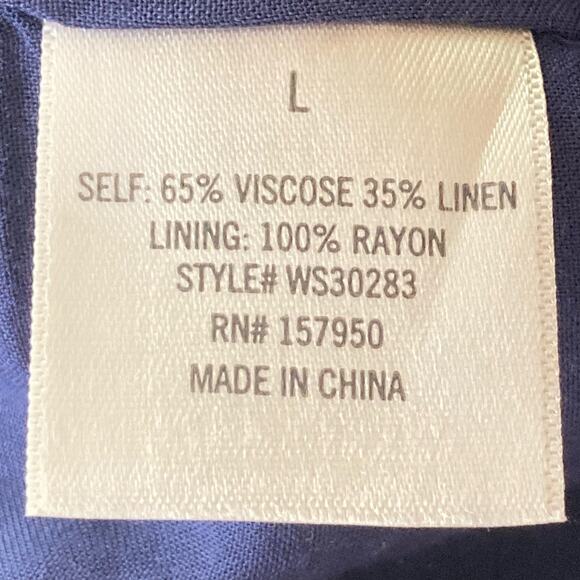 L
SELF: 65% VISCOSE 35% LINEN
LINING: 100% RAYON
STYLE# WS30283
RN# 157950
MADE IN CHINA